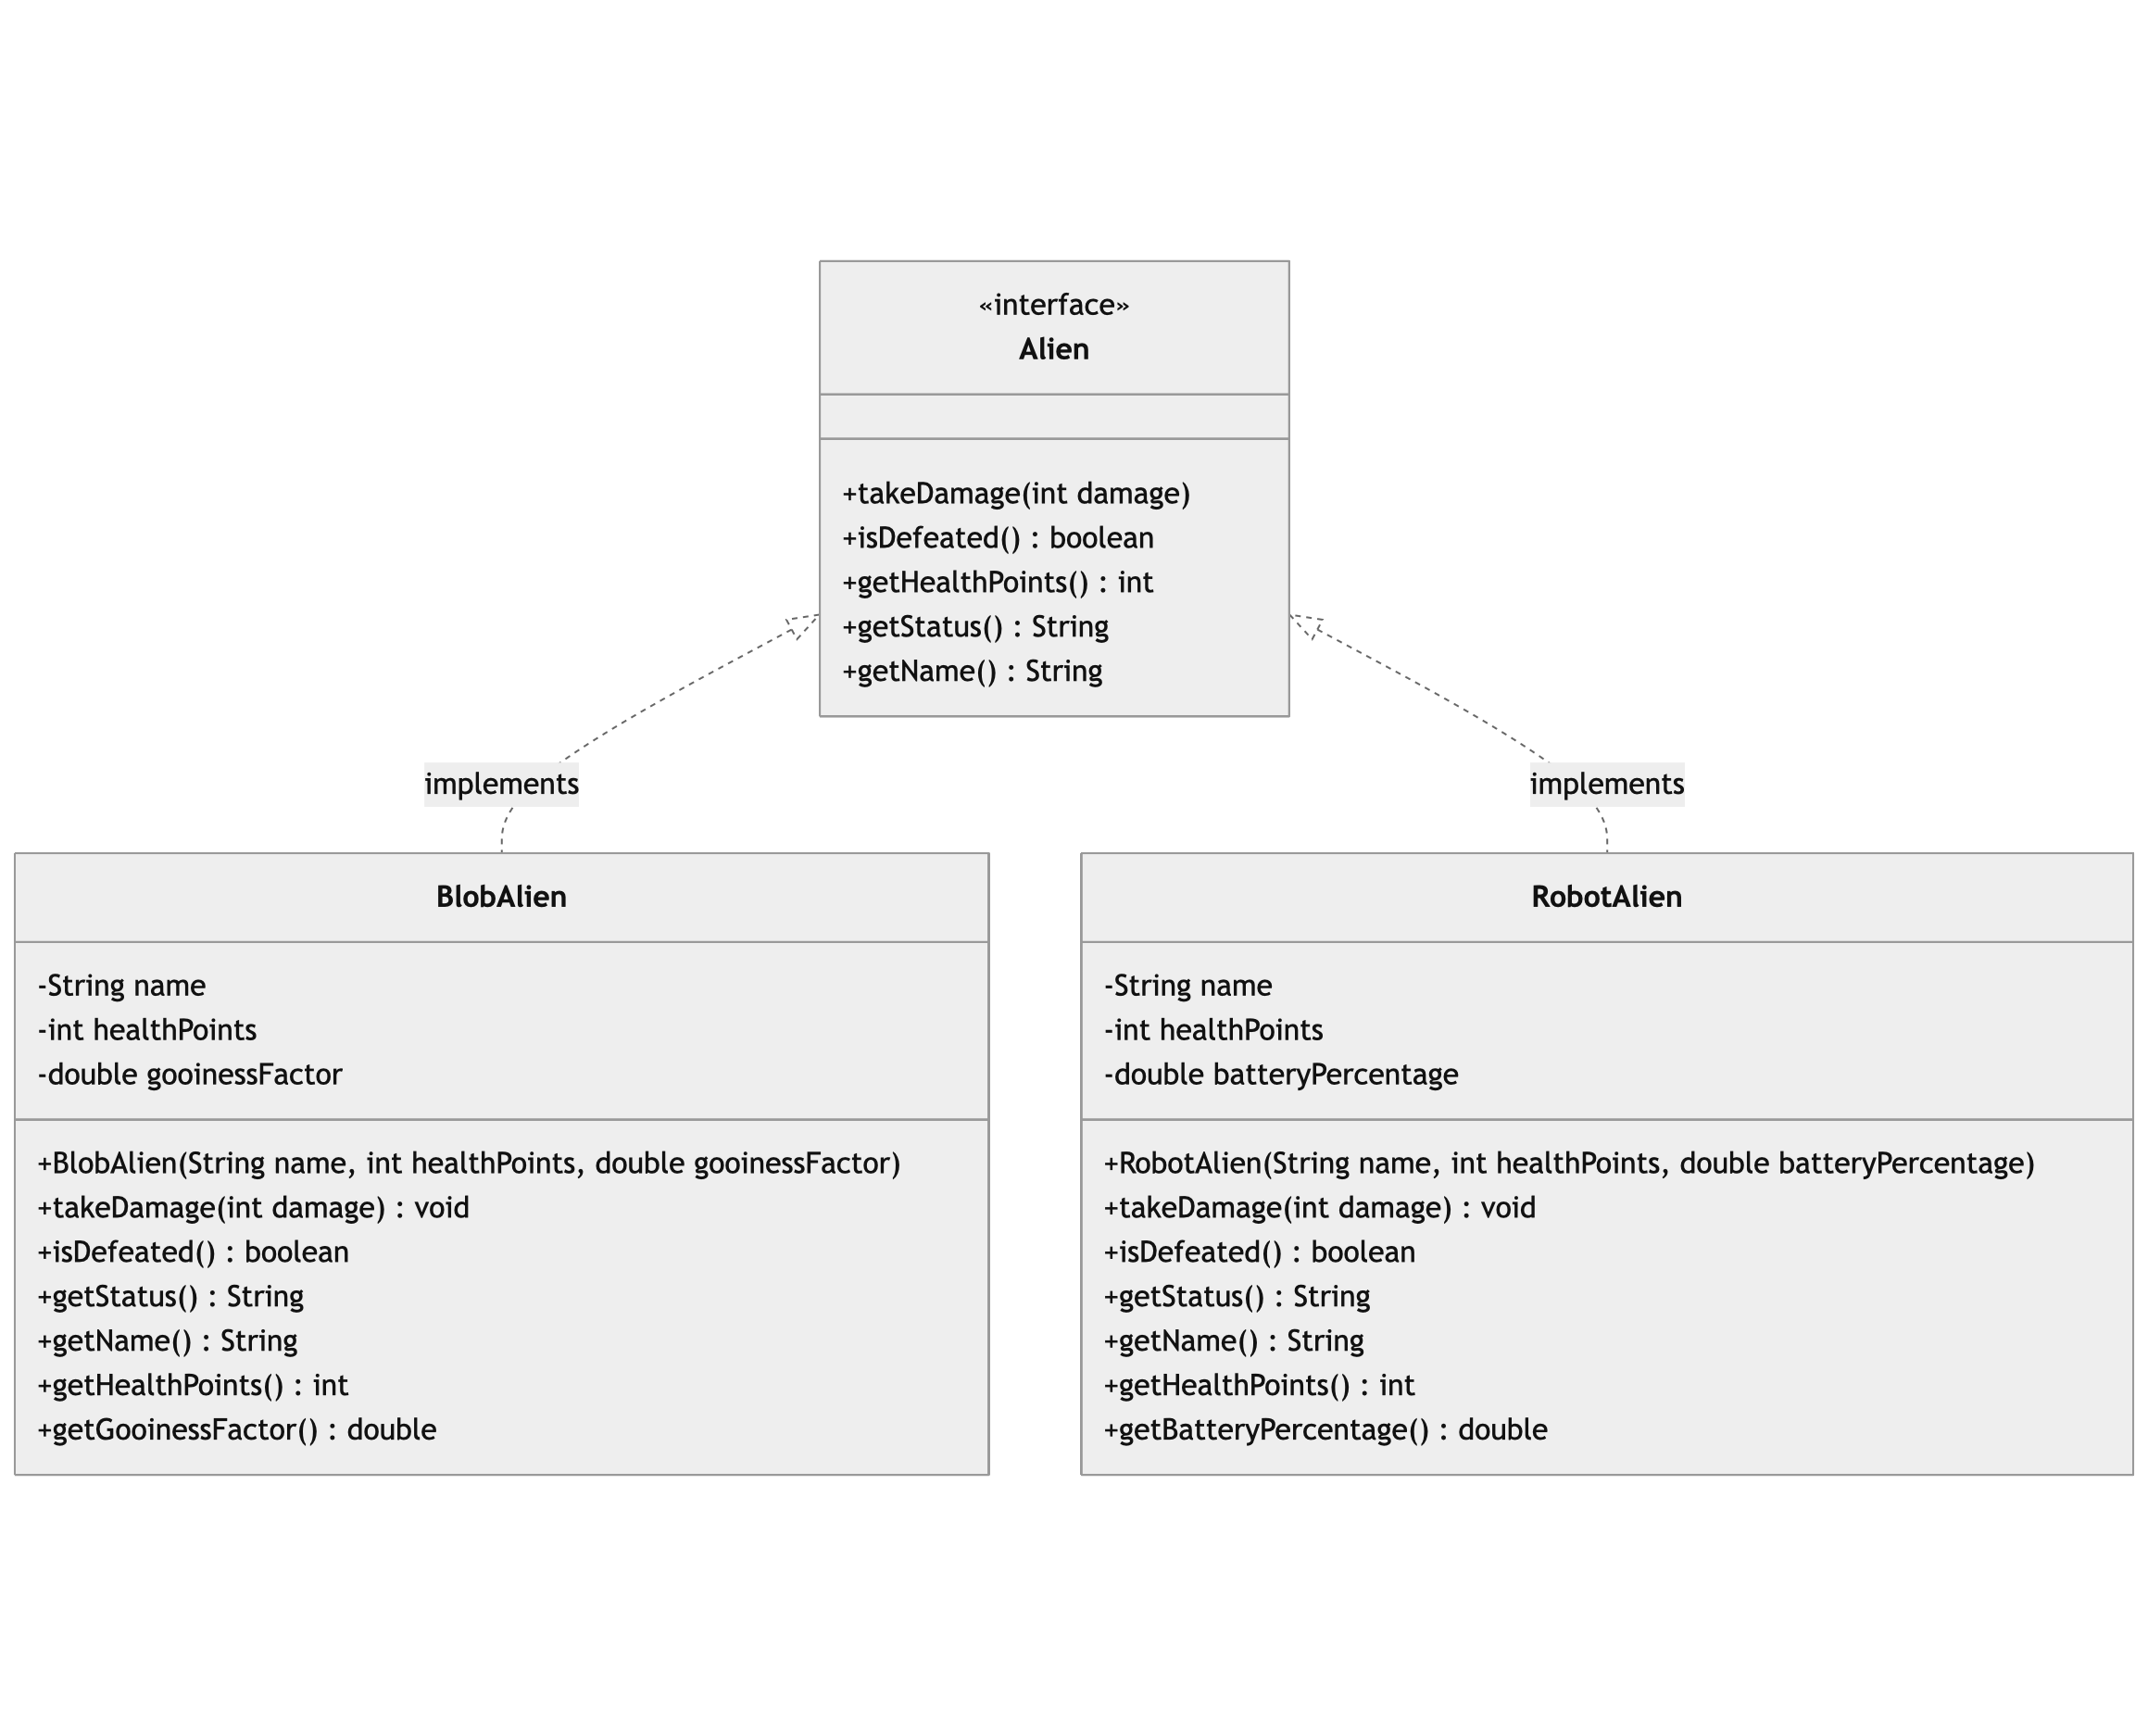 «interface»
Alien
+takeDamage(int damage)
+isDefeated() : boolean
+getHealthPoints() : int
+getStatus() : String
+getName() : String
implements
implements
BlobAlien
-String name
-int healthPoints
-double gooinessFactor
+BlobAlien(String name, int healthPoints, double gooinessFactor)
+takeDamage(int damage) : void
+isDefeated() : boolean
+getStatus() : String
+getName() : String
+getHealthPoints() : int
+getGooinessFactor() : double
RobotAlien
-String name
-int healthPoints
-double batteryPercentage
+RobotAlien(String name, int healthPoints, double batteryPercentage)
+takeDamage(int damage) : void
+isDefeated() : boolean
+getStatus() : String
+getName() : String
+getHealthPoints() : int
+getBatteryPercentage() : double